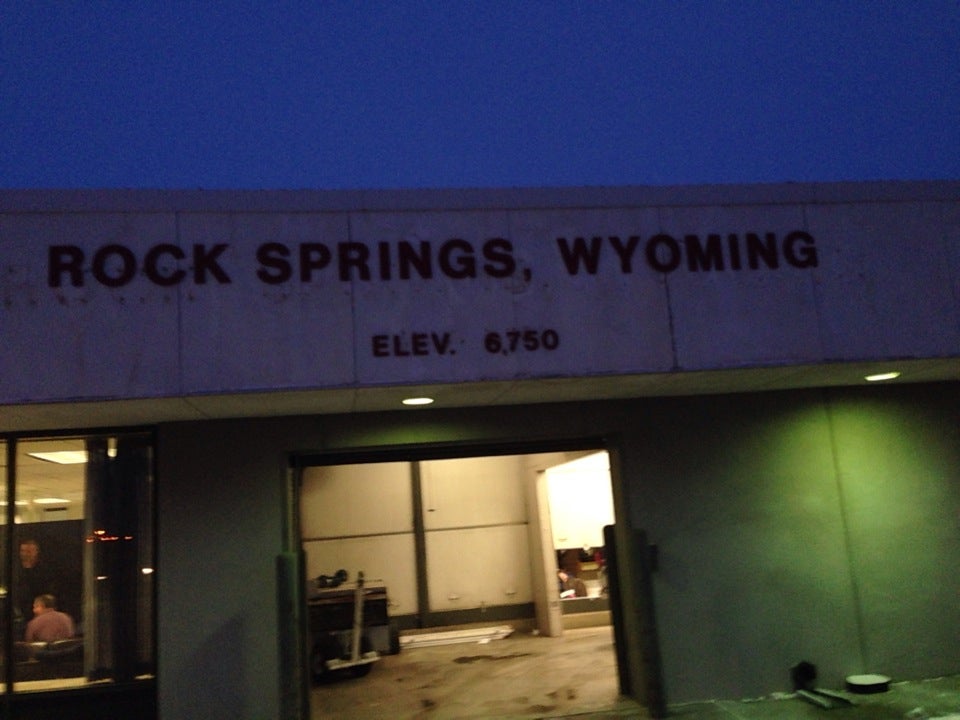 ROCK SPRINGS, WYOMING
ELEV. 6,750